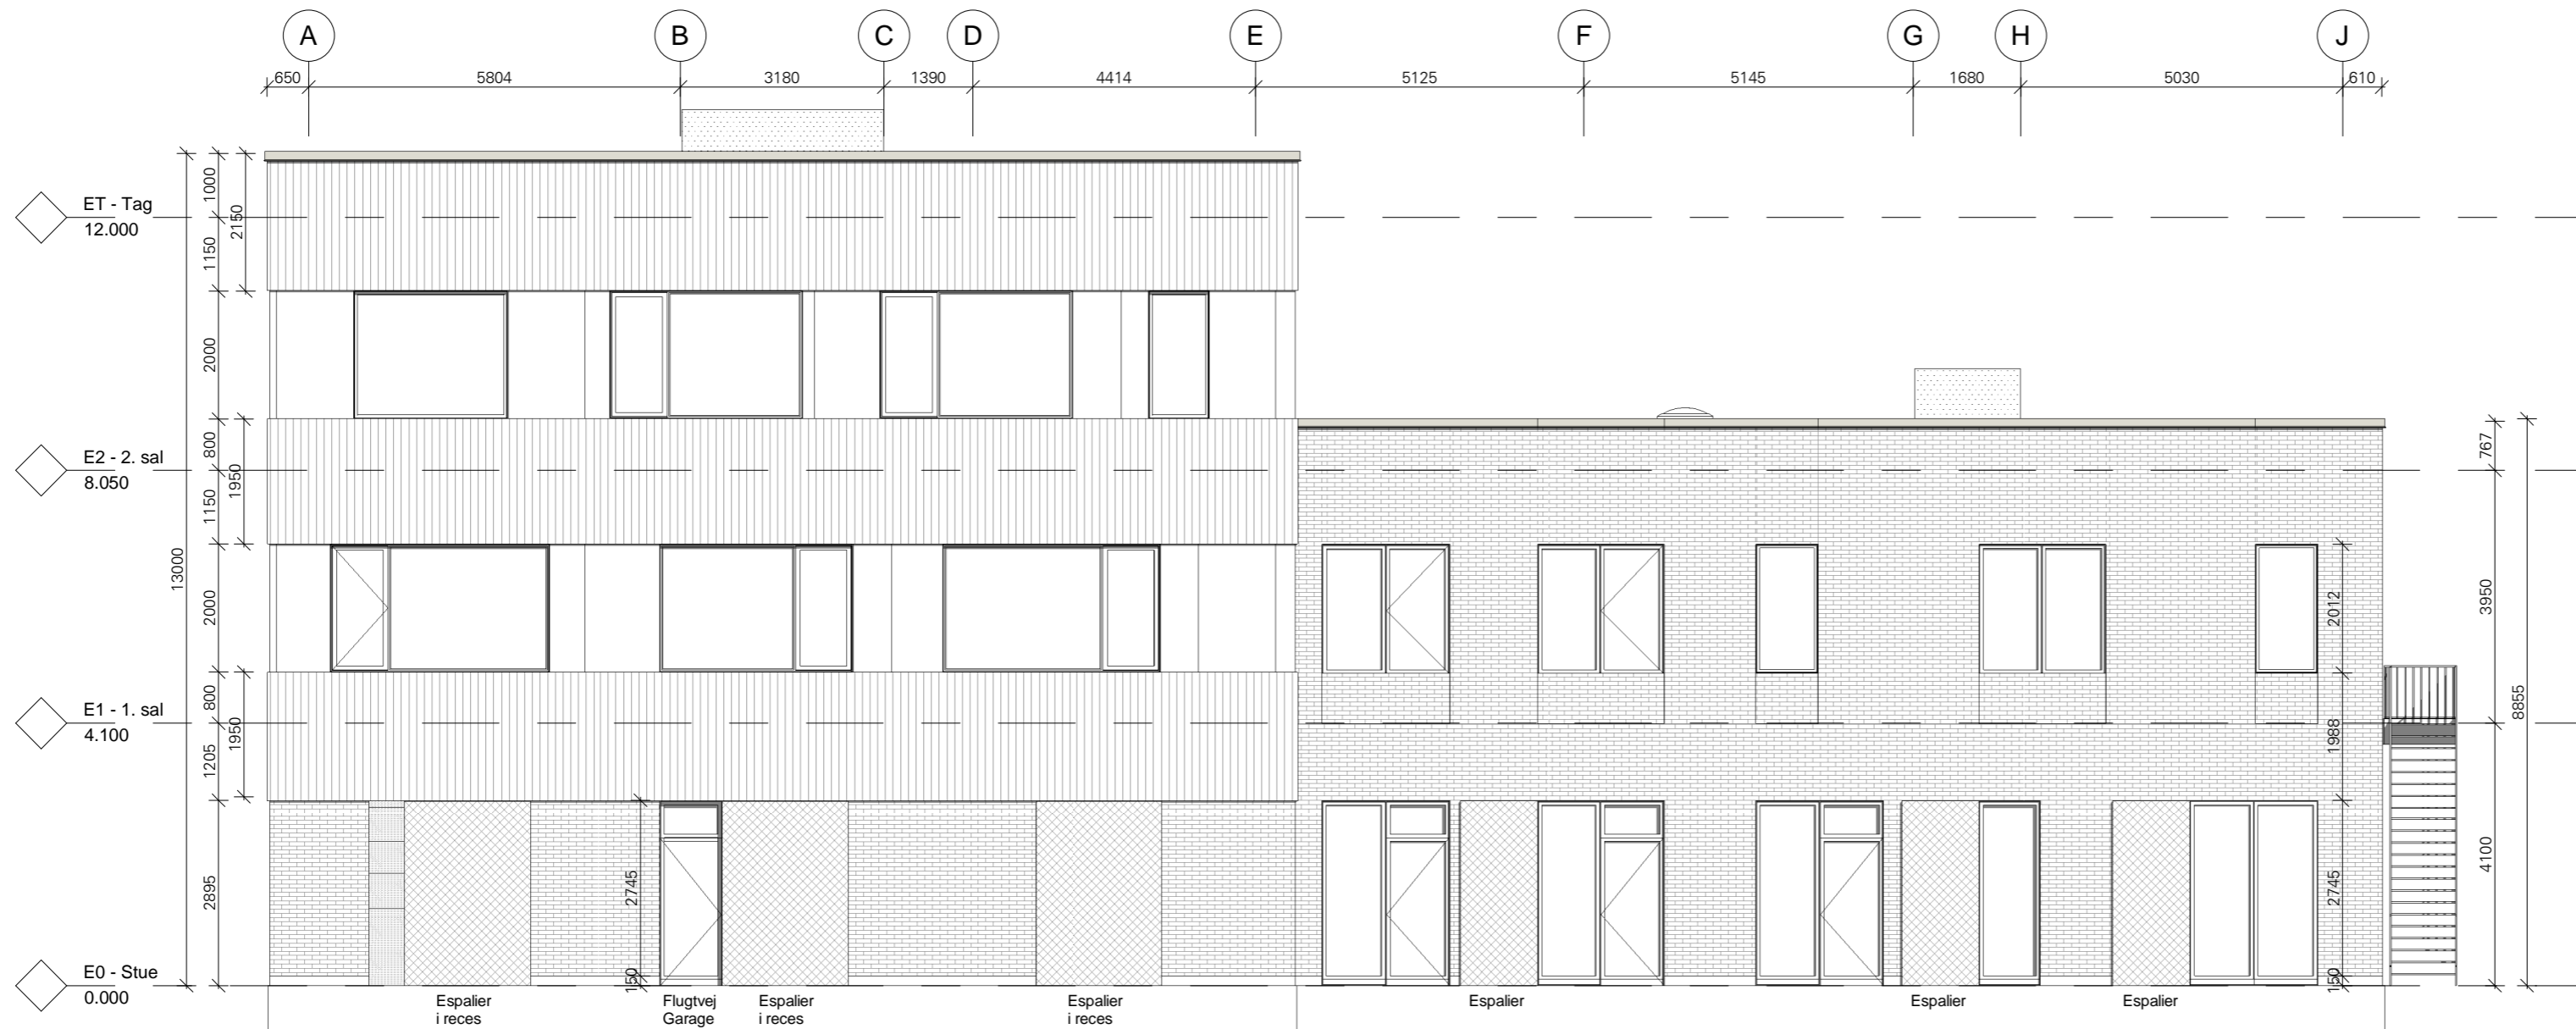 A
B
C
D
E
F
G
H
J
650
5804
3180
1390
4414
5125
5145
1680
5030
610
ET - Tag
12.000
E2 - 2. sal
8.050
E1 - 1. sal
4.100
E0 - Stue
0.000
13000
1000
1150
2000
800
1150
2000
800
1205
2895
2150
1950
1950
2745
150
2012
1988
2745
150
767
3950
4100
8855
Espalier
i reces
Flugtvej
Garage
Espalier
i reces
Espalier
i reces
Espalier
Espalier
Espalier